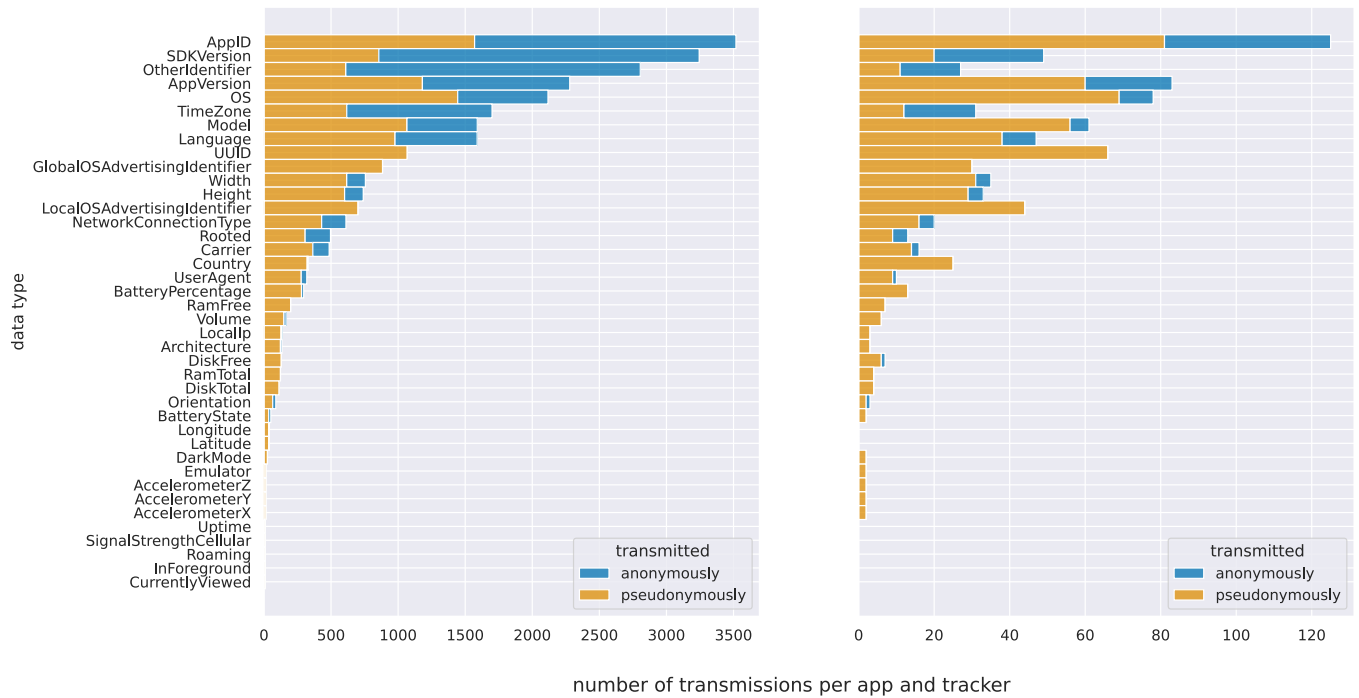 data type
AppID
SDKVersion
OtherIdentifier
AppVersion
OS
TimeZone
Model
Language
UUID
GlobalOSAdvertisingIdentifier
Width
Height
LocalOSAdvertisingIdentifier
NetworkConnectionType
Rooted
Carrier
Country
UserAgent
BatteryPercentage
RamFree
Volume
LocalIp
Architecture
DiskFree
RamTotal
DiskTotal
Orientation
BatteryState
Longitude
Latitude
DarkMode
Emulator
AccelerometerZ
AccelerometerY
AccelerometerX
Uptime
SignalStrengthCellular
Roaming
InForeground
CurrentlyViewed
transmitted
anonymously
pseudonymously
0 500 1000 1500 2000 2500 3000 3500
transmitted
anonymously
pseudonymously
0 20 40 60 80 100 120
number of transmissions per app and tracker